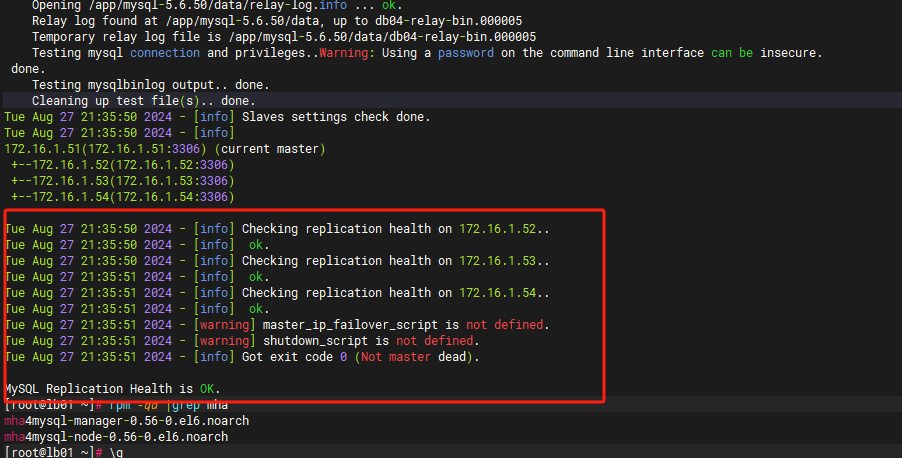 Opening /app/mysql-5.6.50/data/relay-log.info ... ok.
Relay log found at /app/mysql-5.6.50/data, up to db04-relay-bin.000005
Temporary relay log file is /app/mysql-5.6.50/data/db04-relay-bin.000005
Testing mysql connection and privileges..Warning: Using a password on the command line interface can be insecure.
done.
Testing mysqlbinlog output.. done.
Cleaning up test file(s).. done.
Tue Aug 27 21:35:50 2024 - [info] Slaves settings check done.
Tue Aug 27 21:35:50 2024 - [info]
172.16.1.51(172.16.1.51:3306) (current master)
+--172.16.1.52(172.16.1.52:3306)
+--172.16.1.53(172.16.1.53:3306)
+--172.16.1.54(172.16.1.54:3306)
Tue Aug 27 21:35:50 2024 - [info] Checking replication health on 172.16.1.52..
Tue Aug 27 21:35:50 2024 - [info] ok.
Tue Aug 27 21:35:50 2024 - [info] Checking replication health on 172.16.1.53..
Tue Aug 27 21:35:51 2024 - [info] ok.
Tue Aug 27 21:35:51 2024 - [info] Checking replication health on 172.16.1.54..
Tue Aug 27 21:35:51 2024 - [info] ok.
Tue Aug 27 21:35:51 2024 - [warning] master_ip_failover_script is not defined.
Tue Aug 27 21:35:51 2024 - [warning] shutdown_script is not defined.
Tue Aug 27 21:35:51 2024 - [info] Got exit code 0 (Not master dead).
MySQL Replication Health is OK.
[root@lb01 ~]# rpm -qa |grep mha
mha4mysql-manager-0.56-0.el6.noarch
mha4mysql-node-0.56-0.el6.noarch
[root@lb01 ~]# \q